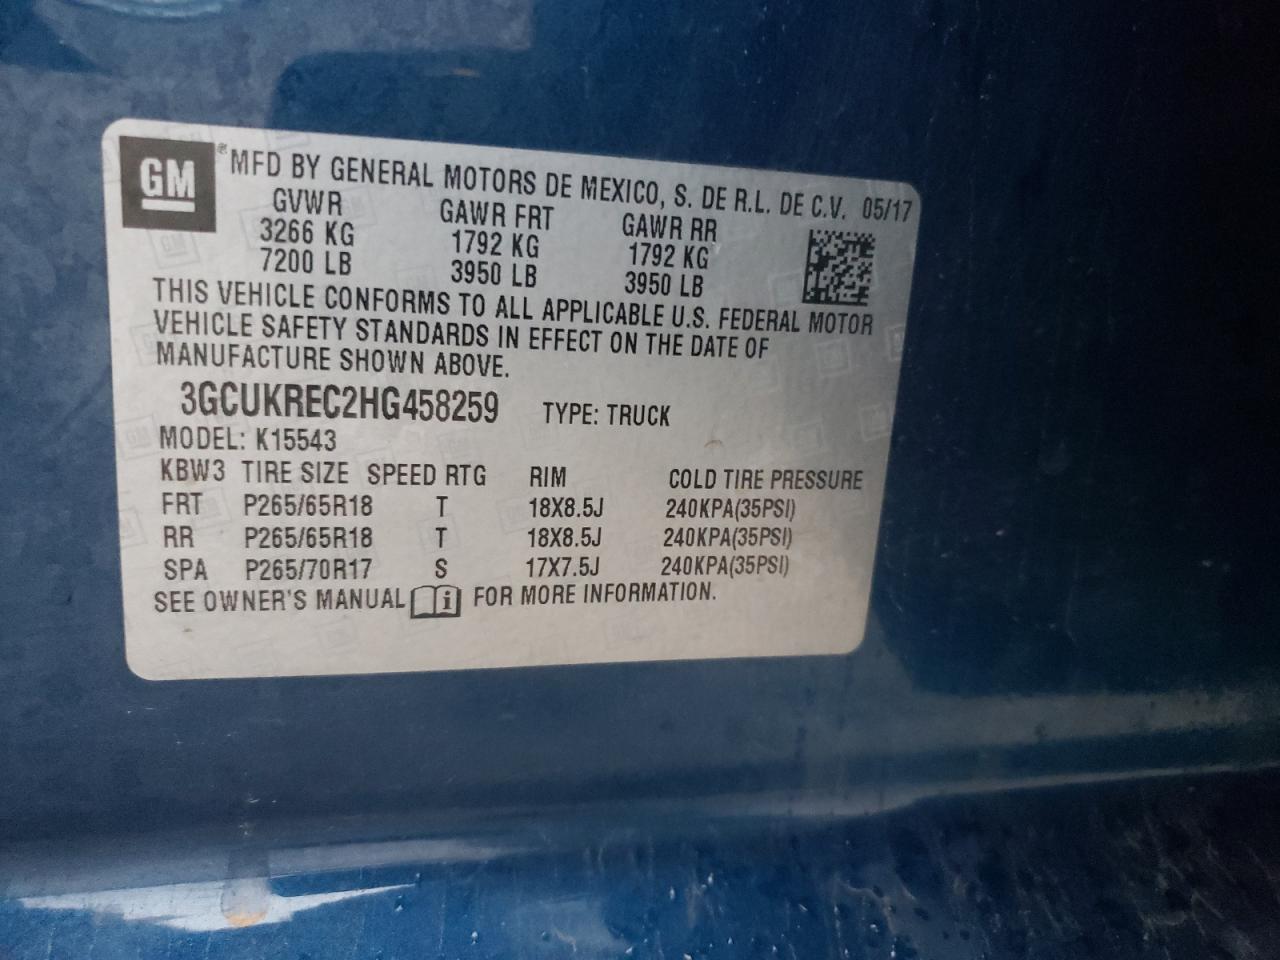 GM ® MFD BY GENERAL MOTORS DE MEXICO, S. DE R.L. DE C.V. 05/17
GVWR GAWR FRT GAWR RR
3266 KG 1792 KG 1792 KG
7200 LB 3950 LB 3950 LB
THIS VEHICLE CONFORMS TO ALL APPLICABLE U.S. FEDERAL MOTOR
VEHICLE SAFETY STANDARDS IN EFFECT ON THE DATE OF
MANUFACTURE SHOWN ABOVE.
3GCUKREC2HG458259 TYPE: TRUCK
MODEL: K15543
KBW3 TIRE SIZE SPEED RTG RIM COLD TIRE PRESSURE
FRT P265/65R18 T 18X8.5J 240KPA(35PSI)
RR P265/65R18 T 18X8.5J 240KPA(35PSI)
SPA P265/70R17 S 17X7.5J 240KPA(35PSI)
SEE OWNER'S MANUAL i FOR MORE INFORMATION.